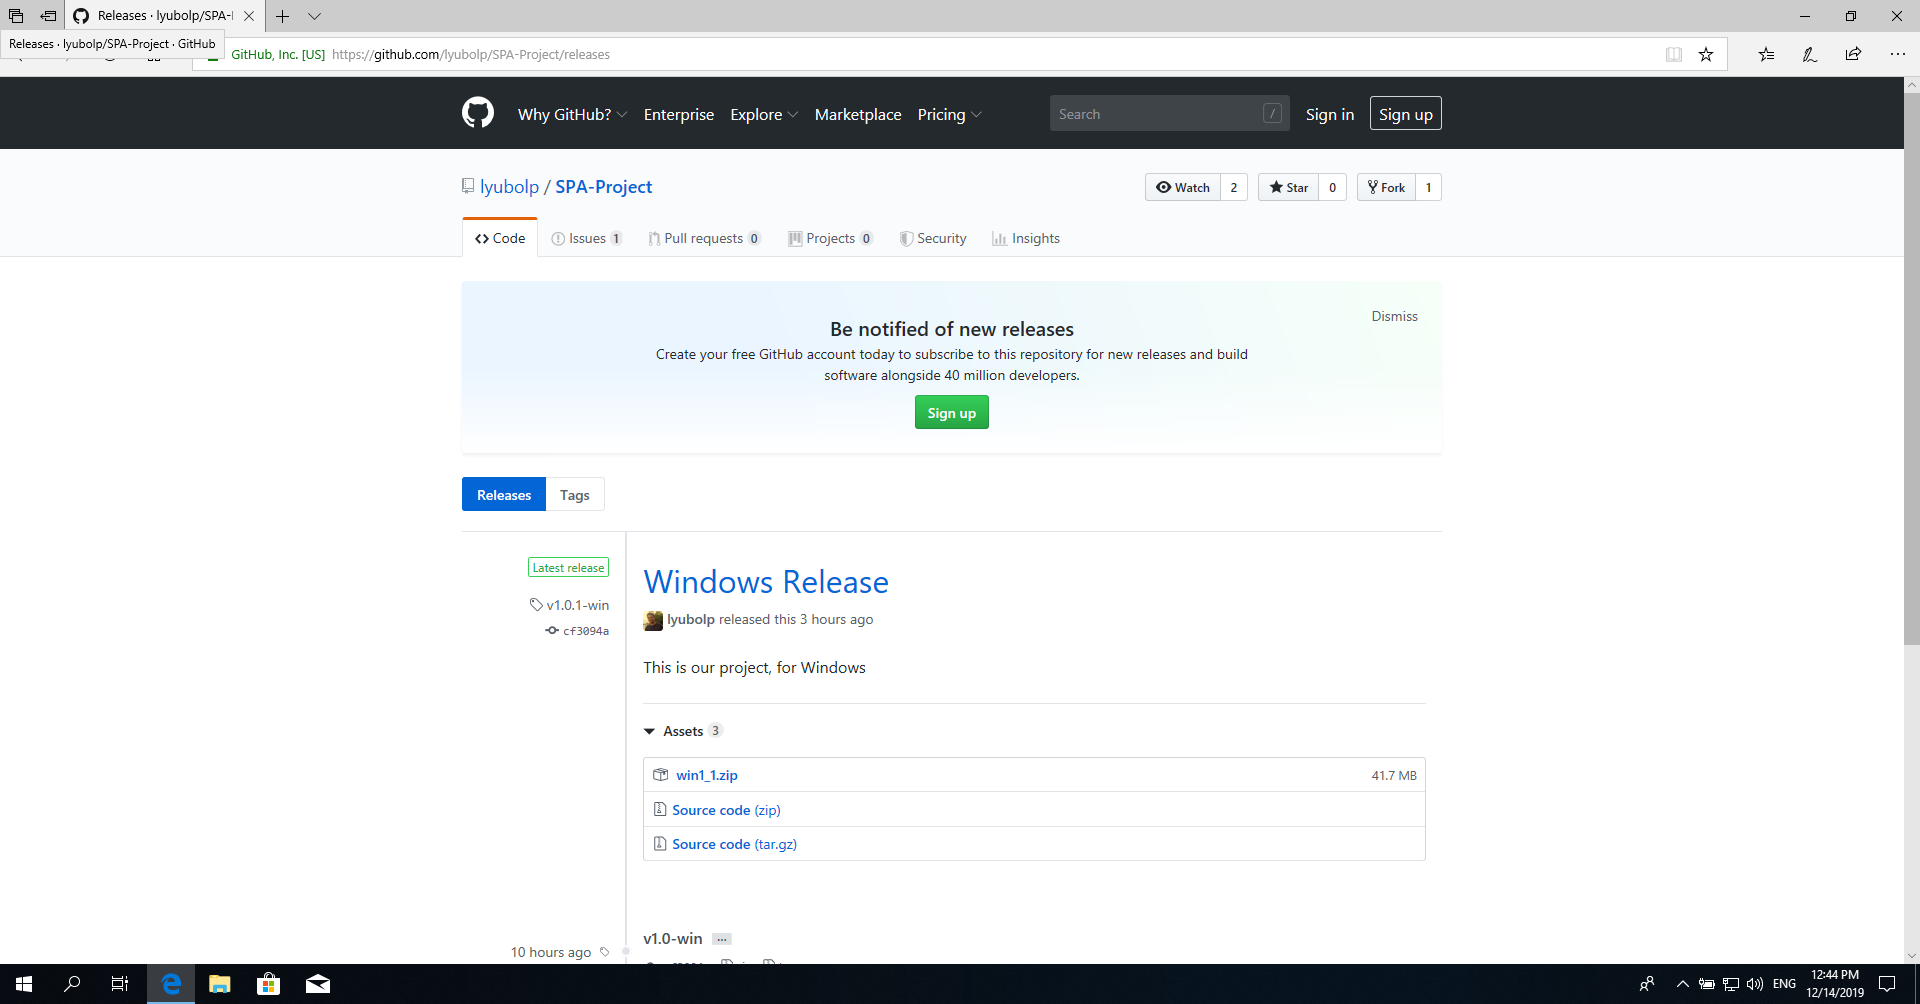 Releases · lyubolp/SPA-
Releases · lyubolp/SPA-Project · GitHub
GitHub, Inc. [US] https://github.com/lyubolp/SPA-Project/releases
Why GitHub? Enterprise Explore Marketplace Pricing Search / Sign in Sign up
lyubolp / SPA-Project
Watch 2 Star 0 Fork 1
Code Issues 1 Pull requests 0 Projects 0 Security Insights
Dismiss
Be notified of new releases
Create your free GitHub account today to subscribe to this repository for new releases and build
software alongside 40 million developers.
Sign up
Releases Tags
Latest release
v1.0.1-win
cf3094a
Windows Release
lyubolp released this 3 hours ago
This is our project, for Windows
Assets 3
win1_1.zip 41.7 MB
Source code (zip)
Source code (tar.gz)
10 hours ago
v1.0-win ...
ENG
12:44 PM
12/14/2019